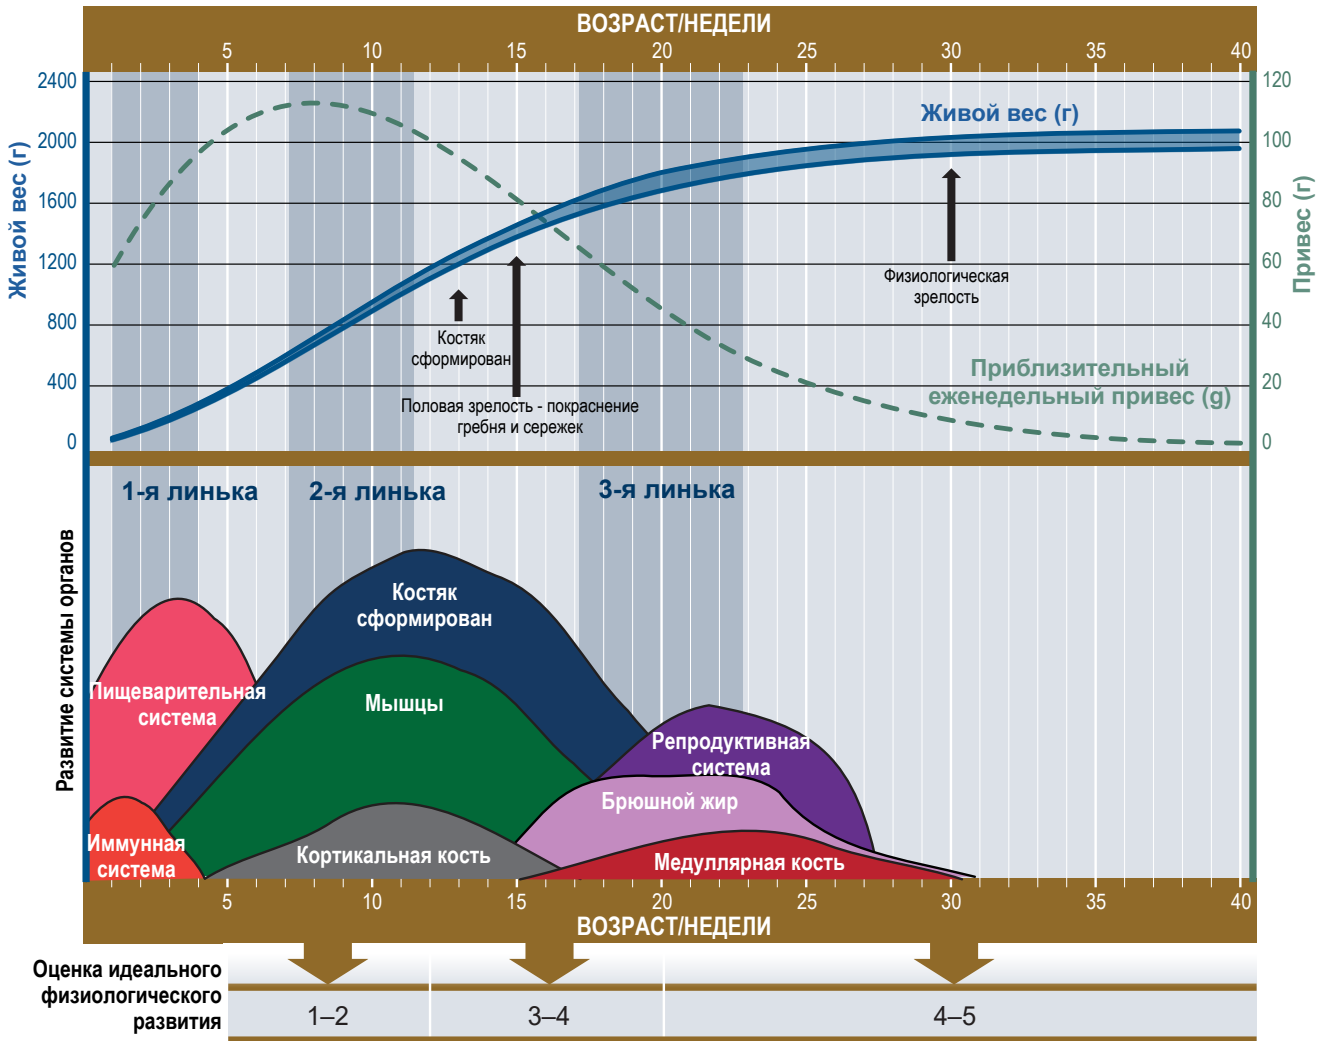 ВОЗРАСТ/НЕДЕЛИ
5 10 15 20 25 30 35 40
Живой вес (г)
2400
2000
1600
1200
800
400
0
Привес (г)
120
100
80
60
40
20
0
Живой вес (г)
Физиологическая
зрелость
Костяк
сформирован
Половая зрелость - покраснение
гребня и сережек
Приблизительный
еженедельный привес (g)
1-я линька 2-я линька 3-я линька
Развитие системы органов
Костяк
сформирован
Пищеварительная
система
Мышцы
Репродуктивная
система
Брюшной жир
Иммунная
система
Кортикальная кость
Медуллярная кость
5 10 15 20 25 30 35 40
ВОЗРАСТ/НЕДЕЛИ
Оценка идеального
физиологического
развития
1–2 3–4 4–5